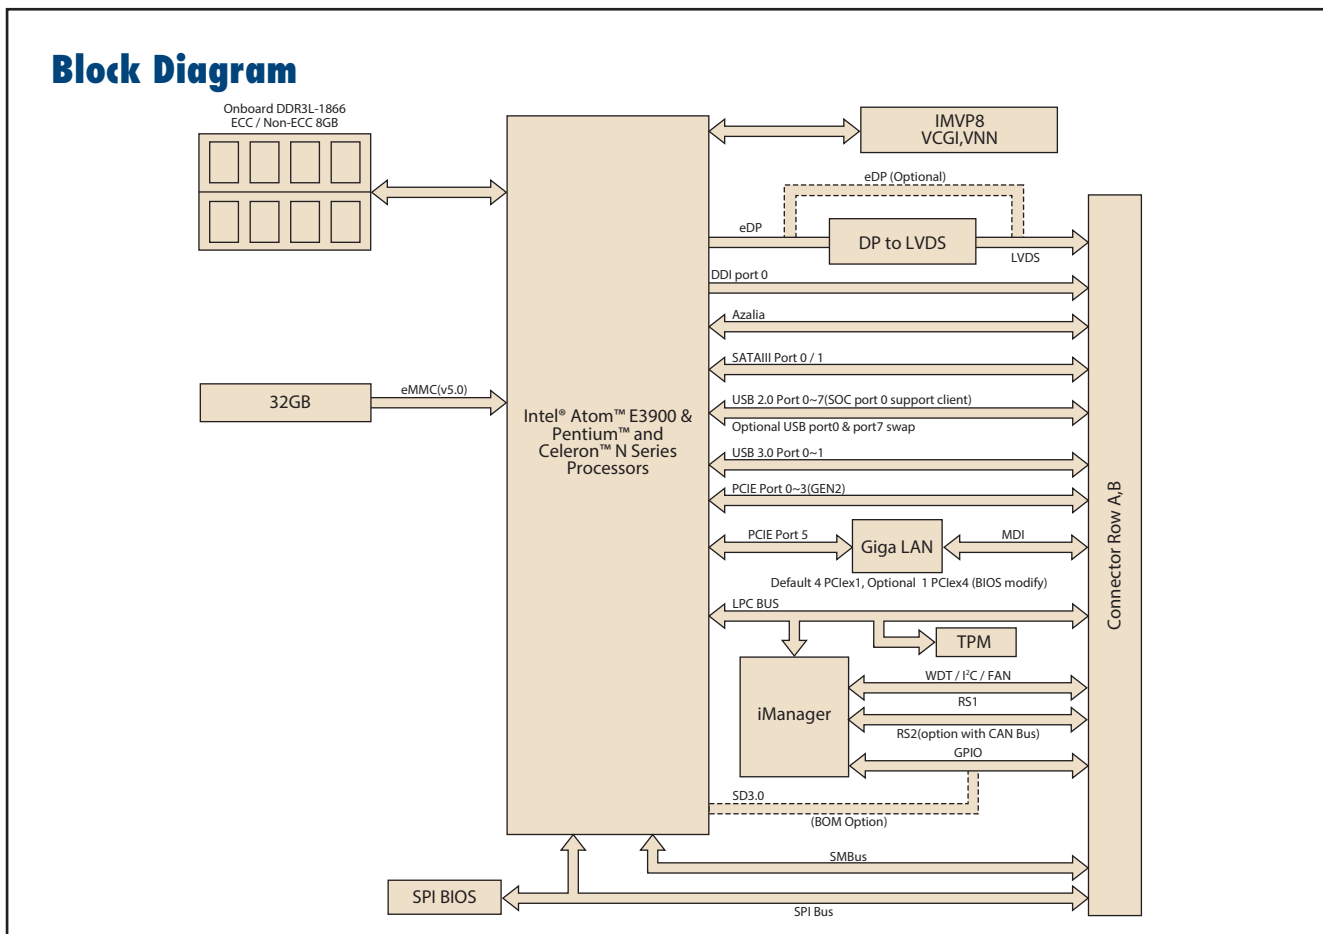 Block Diagram
Onboard DDR3L-1866
ECC / Non-ECC 8GB
IMVP8
VCGI,VNN
eDP (Optional)
eDP
DP to LVDS
LVDS
DDI port 0
Azalia
SATAIII Port 0 / 1
32GB
eMMC(v5.0)
USB 2.0 Port 0~7(SOC port 0 support client)
Optional USB port0 & port7 swap
Intel® Atom™ E3900 &
Pentium™ and
Celeron™ N Series
Processors
USB 3.0 Port 0~1
PCIE Port 0~3(GEN2)
PCIE Port 5
Giga LAN
MDI
Default 4 PCIex1, Optional 1 PCIex4 (BIOS modify)
LPC BUS
TPM
iManager
WDT / I²C / FAN
RS1
RS2(option with CAN Bus)
GPIO
SD3.0
(BOM Option)
SMBus
SPI BIOS
SPI Bus
Connector Row A,B